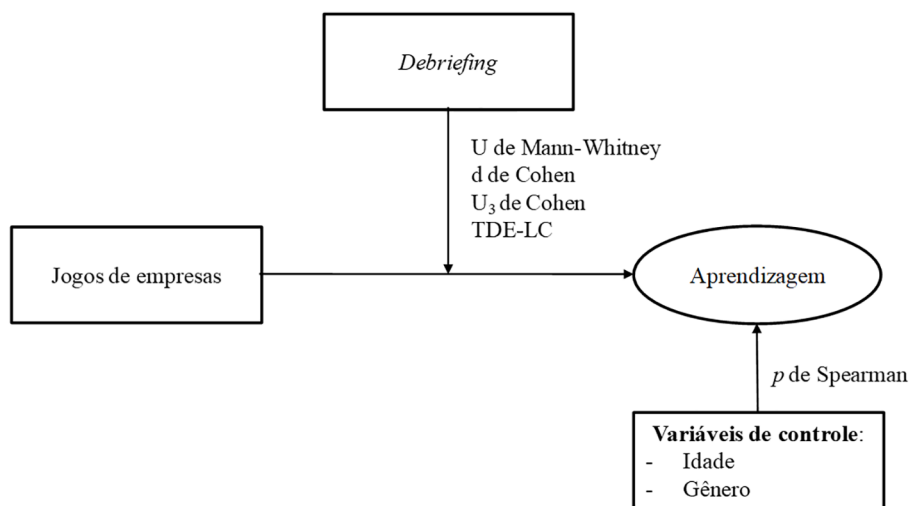 Debriefing
U de Mann-Whitney
d de Cohen
U₃ de Cohen
TDE-LC
Jogos de empresas
Aprendizagem
p de Spearman
Variáveis de controle:
- Idade
- Gênero